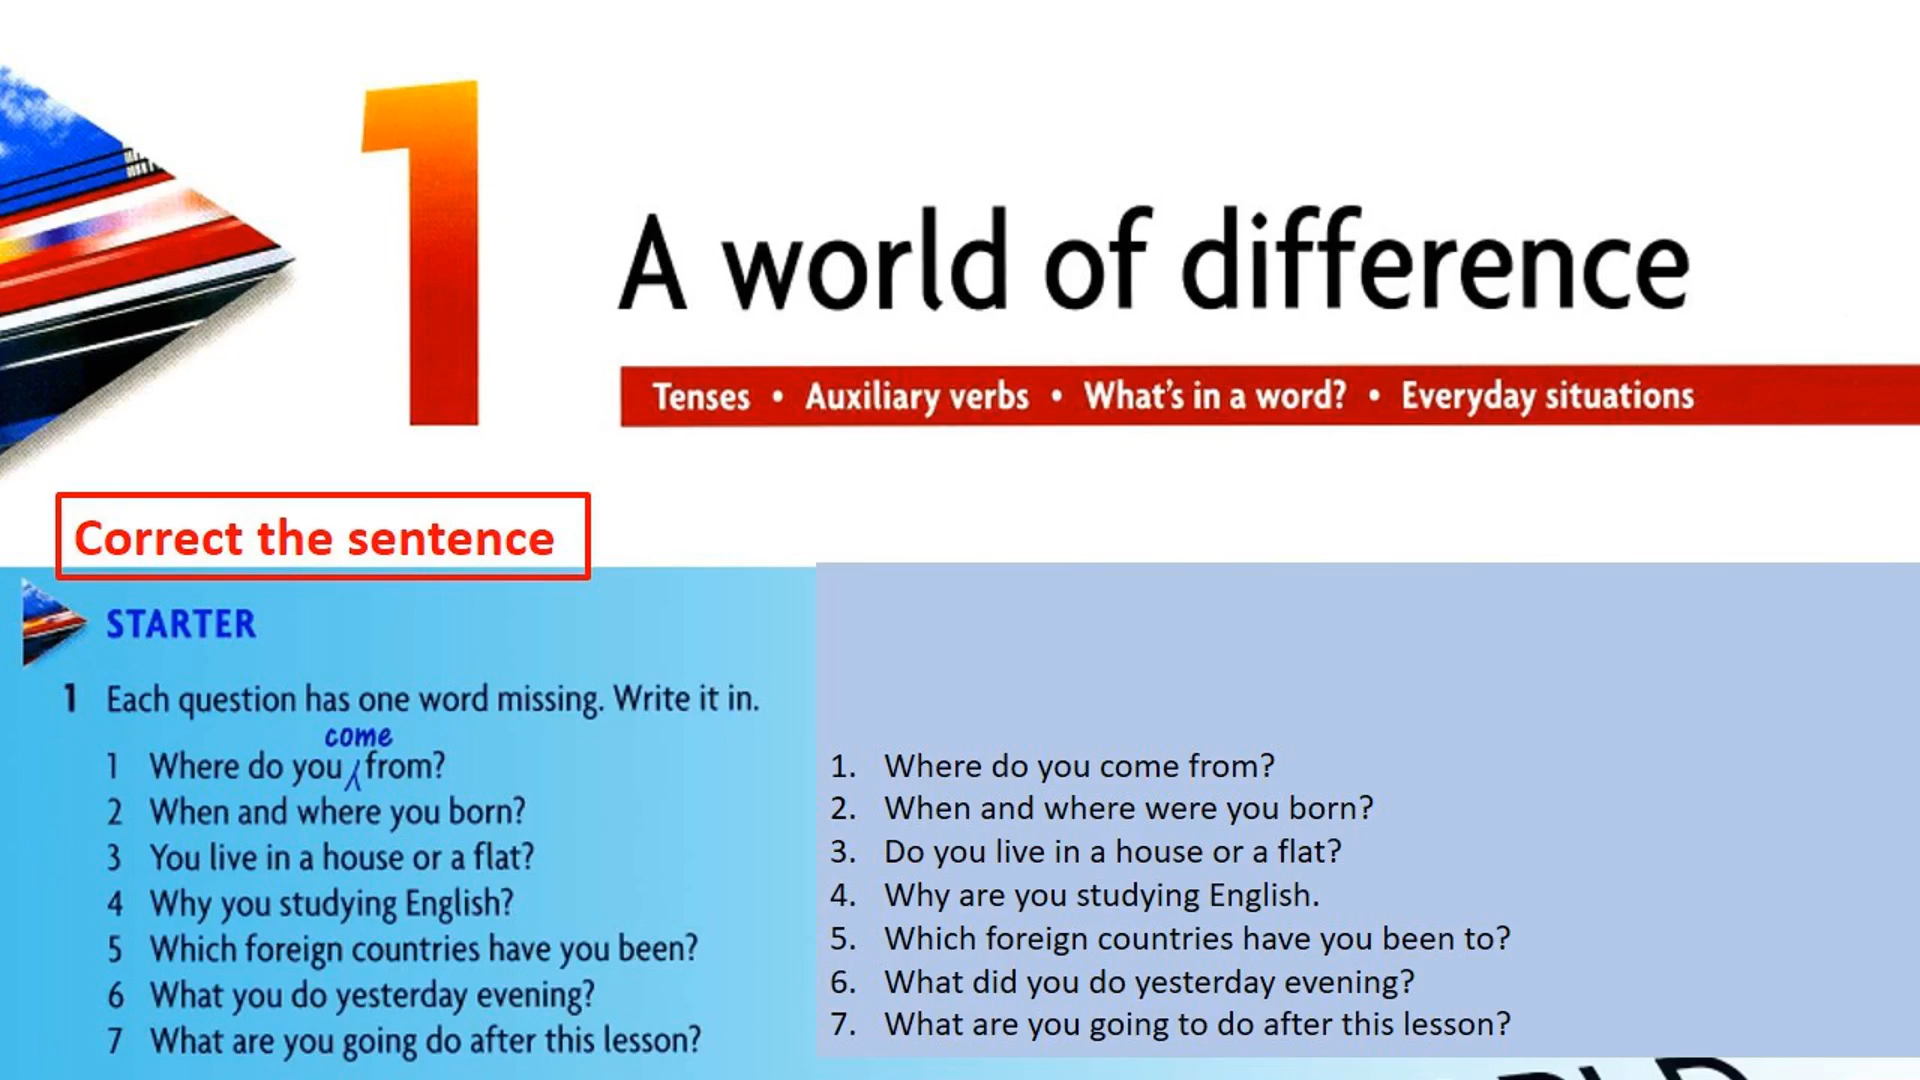 1
A world of difference
Tenses • Auxiliary verbs • What's in a word? • Everyday situations
Correct the sentence
STARTER
1 Each question has one word missing. Write it in.
come
1 Where do you from?
2 When and where you born?
3 You live in a house or a flat?
4 Why you studying English?
5 Which foreign countries have you been?
6 What you do yesterday evening?
7 What are you going do after this lesson?
1. Where do you come from?
2. When and where were you born?
3. Do you live in a house or a flat?
4. Why are you studying English.
5. Which foreign countries have you been to?
6. What did you do yesterday evening?
7. What are you going to do after this lesson?